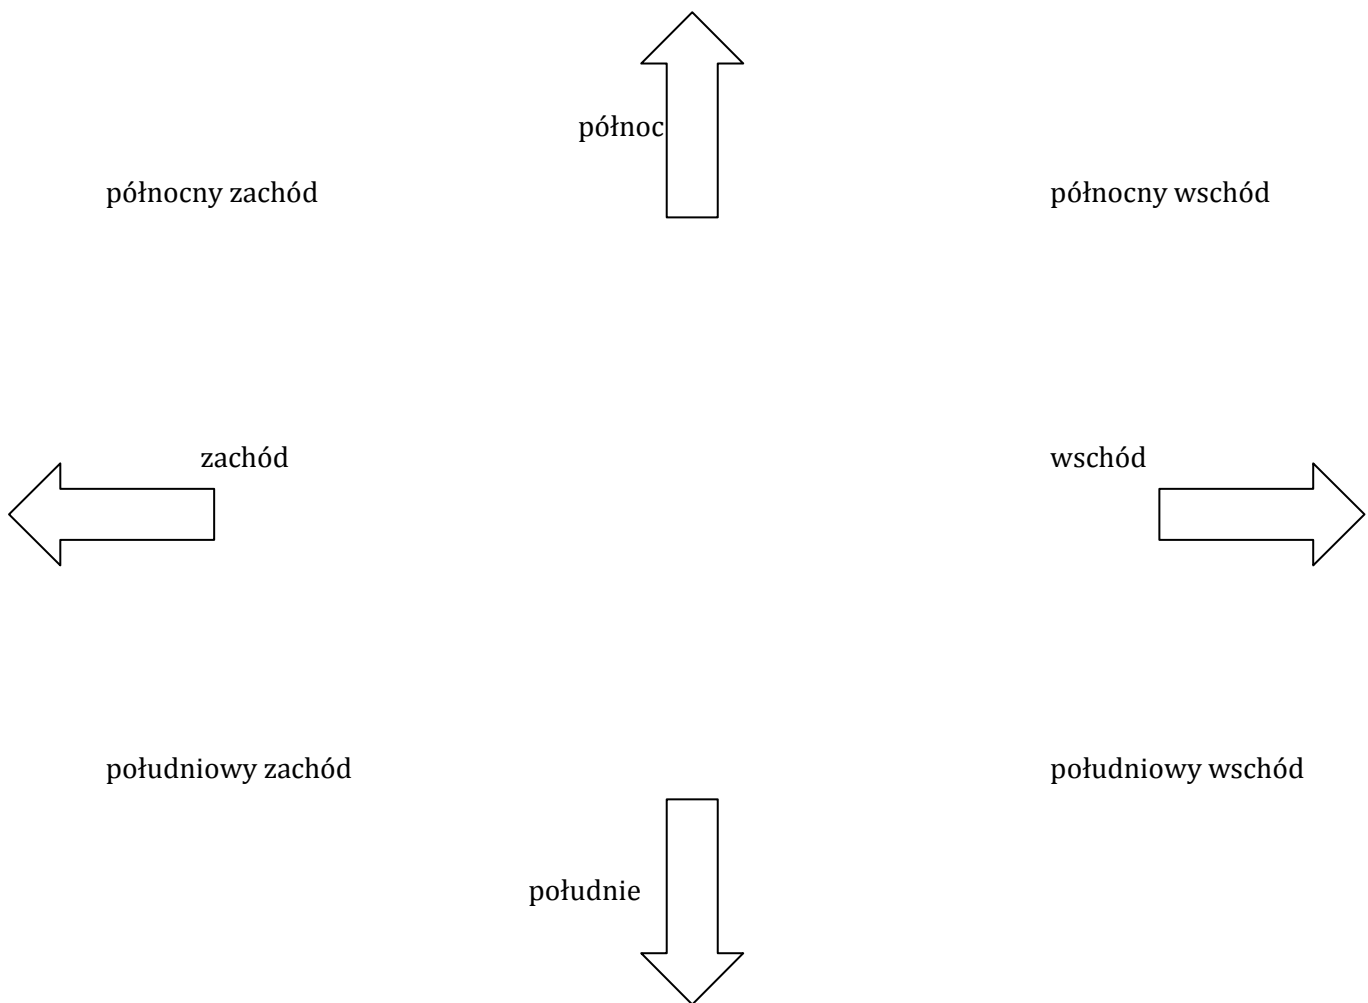 północ
północny zachód
północny wschód
zachód
wschód
południowy zachód
południowy wschód
południe